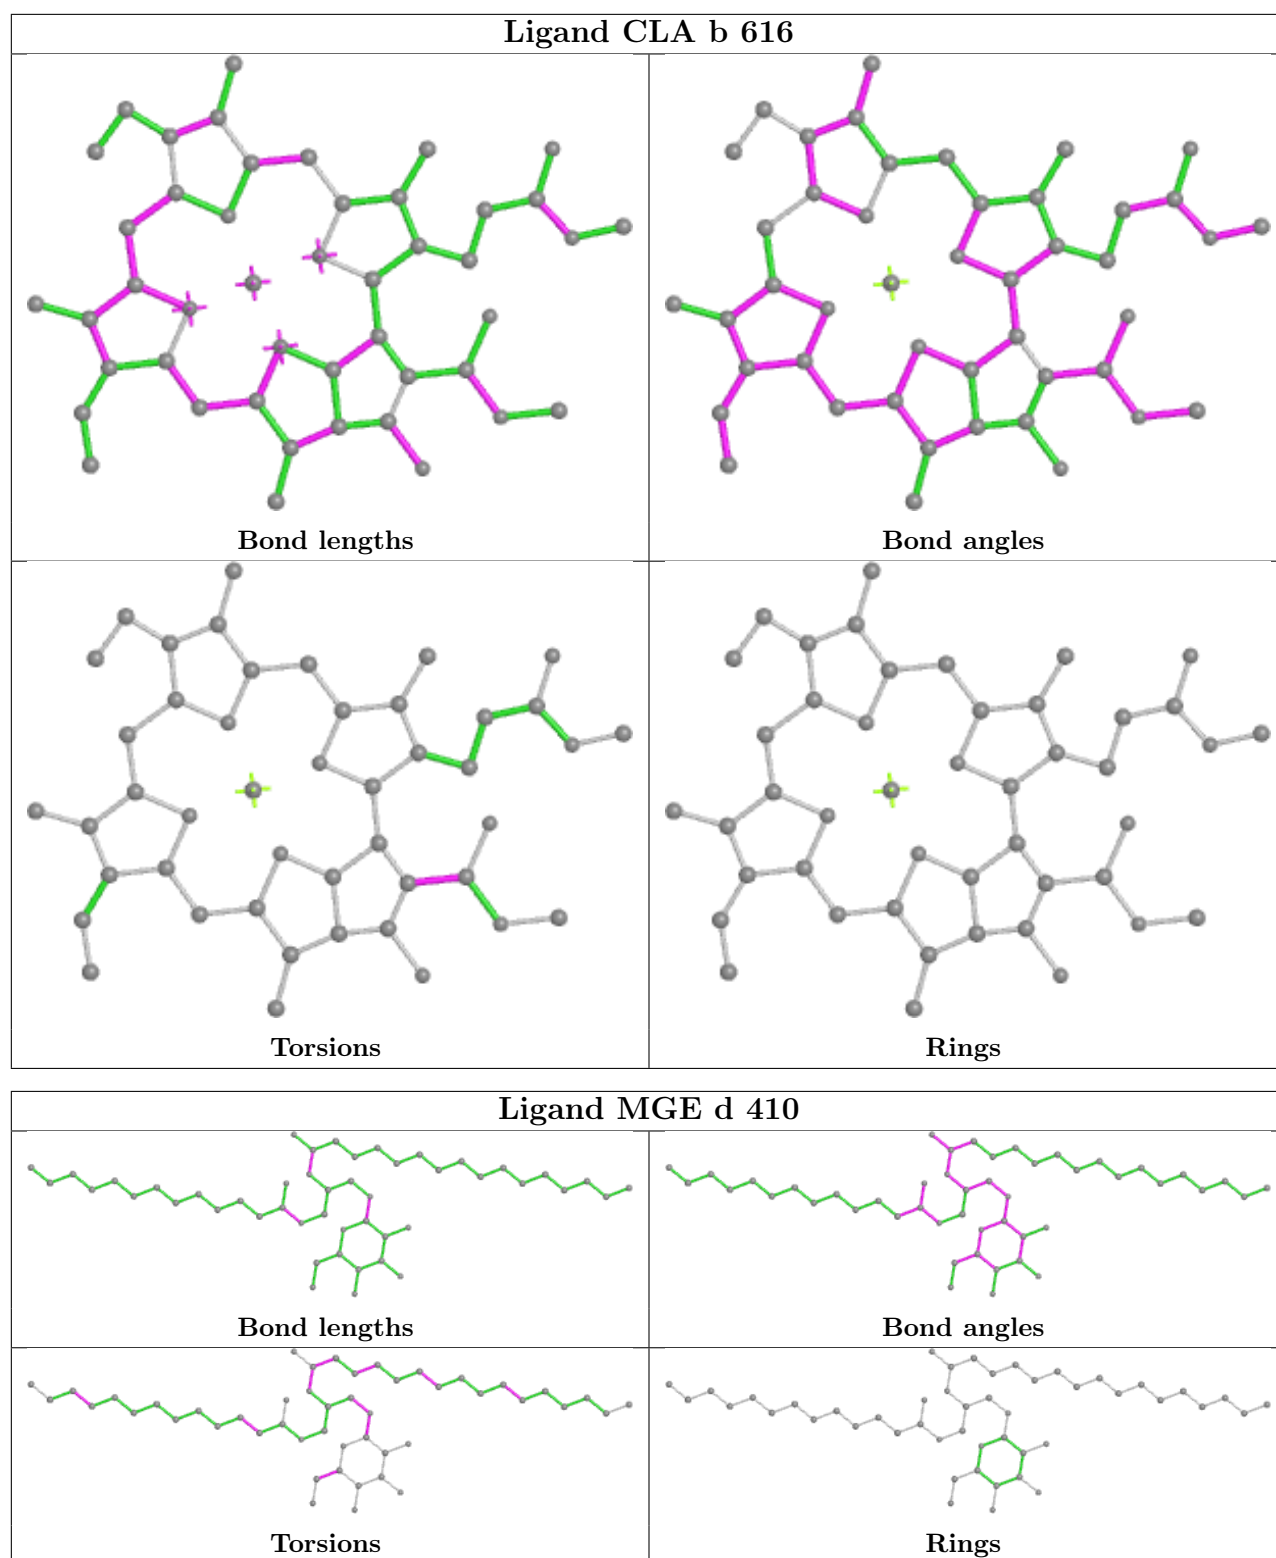 Ligand CLA b 616
Bond lengths
Bond angles
Torsions
Rings
Ligand MGE d 410
Bond lengths
Bond angles
Torsions
Rings